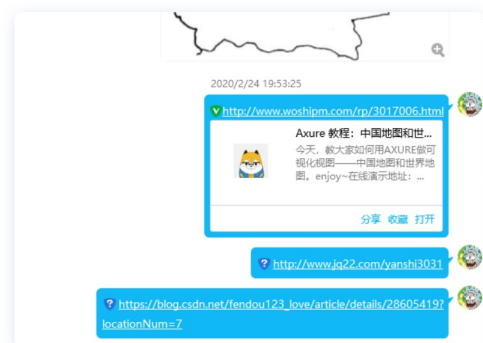 2020/2/24 19:53:25
http://www.woshipm.com/rp/3017006.html
Axure 教程：中国地图和世...
今天，教大家如何用AXURE做可
视化视图——中国地图和世界地
图。enjoy~在线演示地址：...
分享 收藏 打开
http://www.jq22.com/yanshi3031
https://blog.csdn.net/fendou123_love/article/details/28605419?
locationNum=7